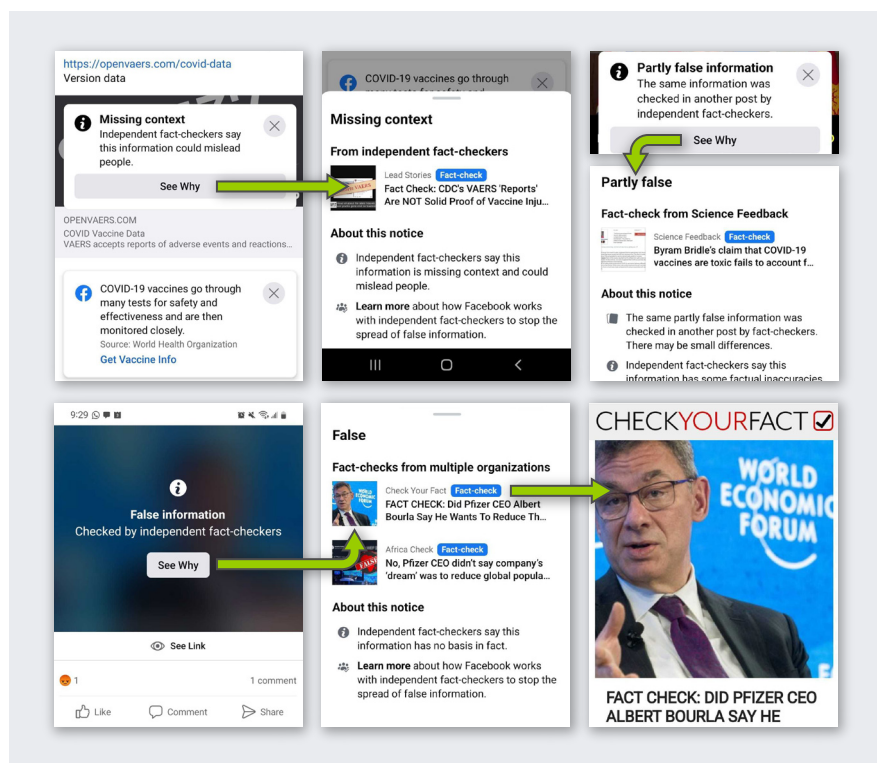 https://openvaers.com/covid-data
Version data
Missing context
Independent fact-checkers say
this information could mislead
people.
See Why
OPENVAERS.COM
COVID Vaccine Data
VAERS accepts reports of adverse events and reactions...
COVID-19 vaccines go through
many tests for safety and
effectiveness and are then
monitored closely.
Source: World Health Organization
Get Vaccine Info
COVID-19 vaccines go through
Missing context
From independent fact-checkers
Lead Stories Fact-check
Fact Check: CDC's VAERS 'Reports'
Are NOT Solid Proof of Vaccine Inju...
About this notice
Independent fact-checkers say this
information is missing context and could
mislead people.
Learn more about how Facebook works
with independent fact-checkers to stop the
spread of false information.
Partly false information
The same information was
checked in another post by
independent fact-checkers.
See Why
Partly false
Fact-check from Science Feedback
Science Feedback Fact-check
Byram Bridle's claim that COVID-19
vaccines are toxic fails to account f...
About this notice
The same partly false information was
checked in another post by fact-checkers.
There may be small differences.
Independent fact-checkers say this
information has some factual inaccuracies
9:29
False information
Checked by independent fact-checkers
See Why
See Link
1
1 comment
Like
Comment
Share
False
Fact-checks from multiple organizations
WORLD
ECONOMIC
FORUM
Check Your Fact Fact-check
FACT CHECK: Did Pfizer CEO Albert
Bourla Say He Wants To Reduce Th...
FALSE
Africa Check Fact-check
No, Pfizer CEO didn't say company's
'dream' was to reduce global popula...
About this notice
Independent fact-checkers say this
information has no basis in fact.
Learn more about how Facebook works
with independent fact-checkers to stop the
spread of false information.
CHECKYOURFACT
WORLD
ECONOMIC
FORUM
FACT CHECK: DID PFIZER CEO
ALBERT BOURLA SAY HE